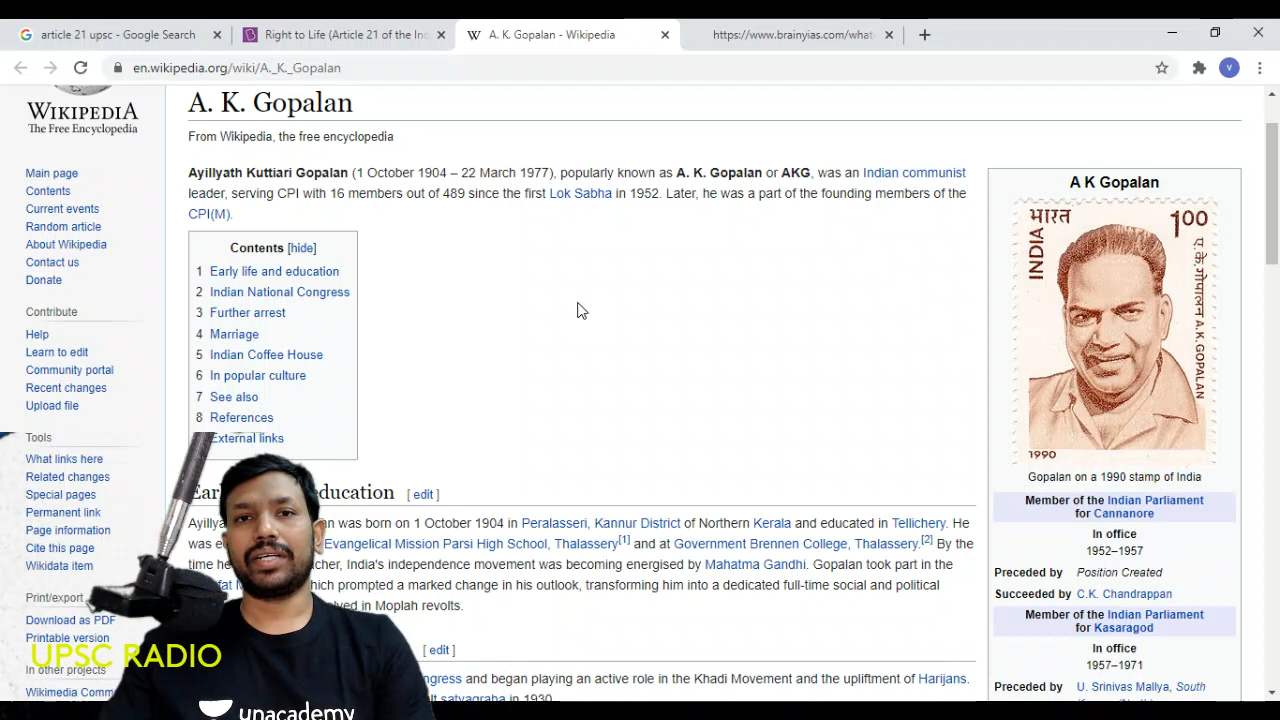 article 21 upsc - Google Search
Right to Life (Article 21 of the Ind
A. K. Gopalan - Wikipedia
https://www.brainyias.com/what-
en.wikipedia.org/wiki/A._K._Gopalan
V
WIKIPEDIA
The Free Encyclopedia
Main page
Contents
Current events
Random article
About Wikipedia
Contact us
Donate
Contribute
Help
Learn to edit
Community portal
Recent changes
Upload file
Tools
What links here
Related changes
Special pages
Permanent link
Page information
Cite this page
Wikidata item
Print/export
Download as PDF
Printable version
In other projects
Wikimedia Comm
A. K. Gopalan
From Wikipedia, the free encyclopedia
Ayillyath Kuttiari Gopalan (1 October 1904 – 22 March 1977), popularly known as A. K. Gopalan or AKG, was an Indian communist
leader, serving CPI with 16 members out of 489 since the first Lok Sabha in 1952. Later, he was a part of the founding members of the
CPI(M).
Contents [hide]
1 Early life and education
2 Indian National Congress
3 Further arrest
4 Marriage
5 Indian Coffee House
6 In popular culture
7 See also
8 References
External links
education [ edit ]
was born on 1 October 1904 in Peralasseri, Kannur District of Northern Kerala and educated in Tellichery. He
Evangelical Mission Parsi High School, Thalassery[1] and at Government Brennen College, Thalassery.[2] By the
India's independence movement was becoming energised by Mahatma Gandhi. Gopalan took part in the
which prompted a marked change in his outlook, transforming him into a dedicated full-time social and political
in Moplah revolts.
[ edit ]
and began playing an active role in the Khadi Movement and the upliftment of Harijans.
satyagraha in 1930.
A K Gopalan
भारत
INDIA
100
ए.के.गोपालन A.K.GOPALAN
1990
Gopalan on a 1990 stamp of India
Member of the Indian Parliament
for Cannanore
In office
1952–1957
Preceded by Position Created
Succeeded by C.K. Chandrappan
Member of the Indian Parliament
for Kasaragod
In office
1957–1971
Preceded by U. Srinivas Mallya, South
UPSC RADIO
unacademy